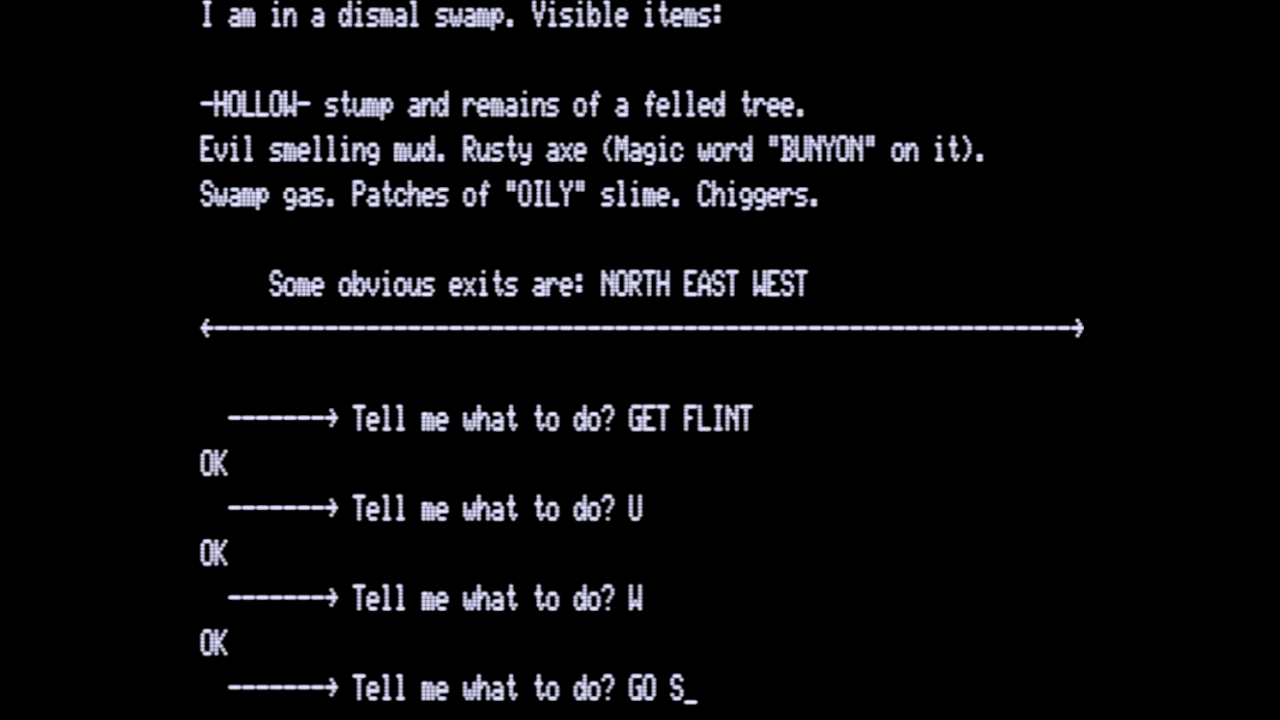 I am in a dismal swamp. Visible items:
-HOLLOW- stump and remains of a felled tree.
Evil smelling mud. Rusty axe (Magic word "BUNYON" on it).
Swamp gas. Patches of "OILY" slime. Chiggers.
Some obvious exits are: NORTH EAST WEST
<--------------------------------------------------------------->
-------> Tell me what to do? GET FLINT
OK
-------> Tell me what to do? U
OK
-------> Tell me what to do? W
OK
-------> Tell me what to do? GO S_